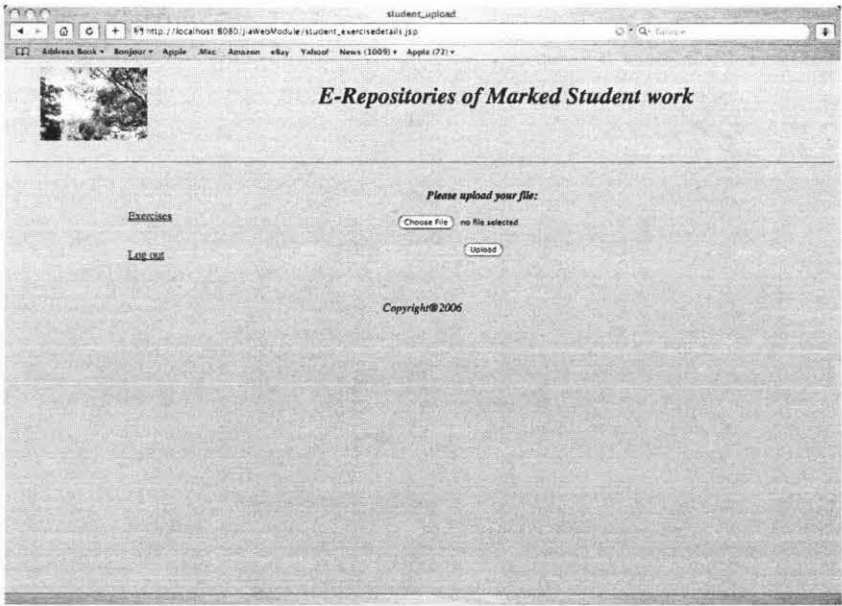 student_upload
http://localhost:8080/JiaWebModule/student_exercisedetails.jsp
Address Book Bonjour Apple Mac Amazon eBay Yahoo! News (1009) Apple (72)
E-Repositories of Marked Student work
Please upload your file:
Exercises
Choose File no file selected
Log out
Upload
Copyright@2006